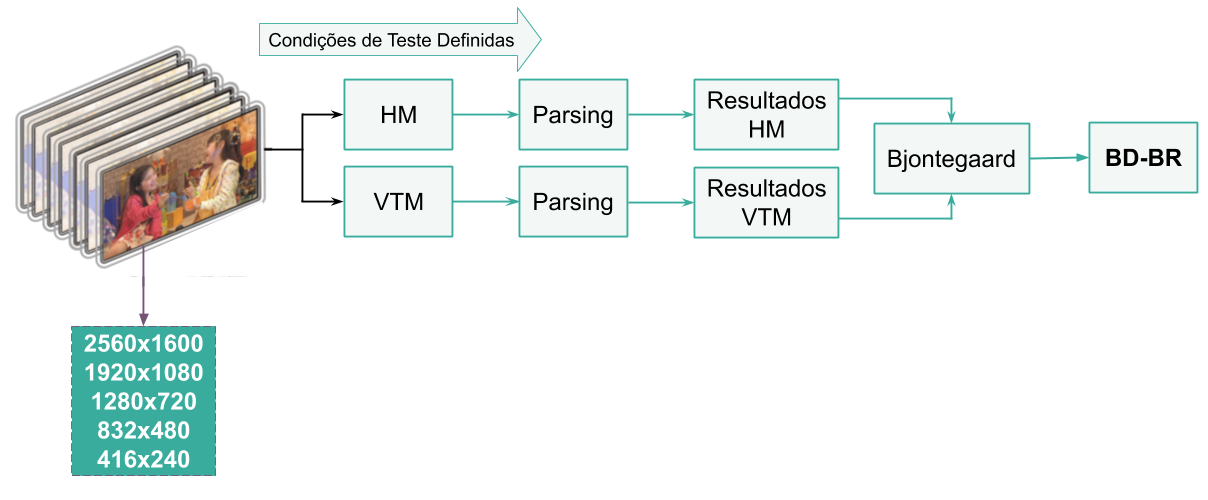 Condições de Teste Definidas
HM
Parsing
Resultados
HM
VTM
Parsing
Resultados
VTM
Bjontegaard
BD-BR
2560x1600
1920x1080
1280x720
832x480
416x240